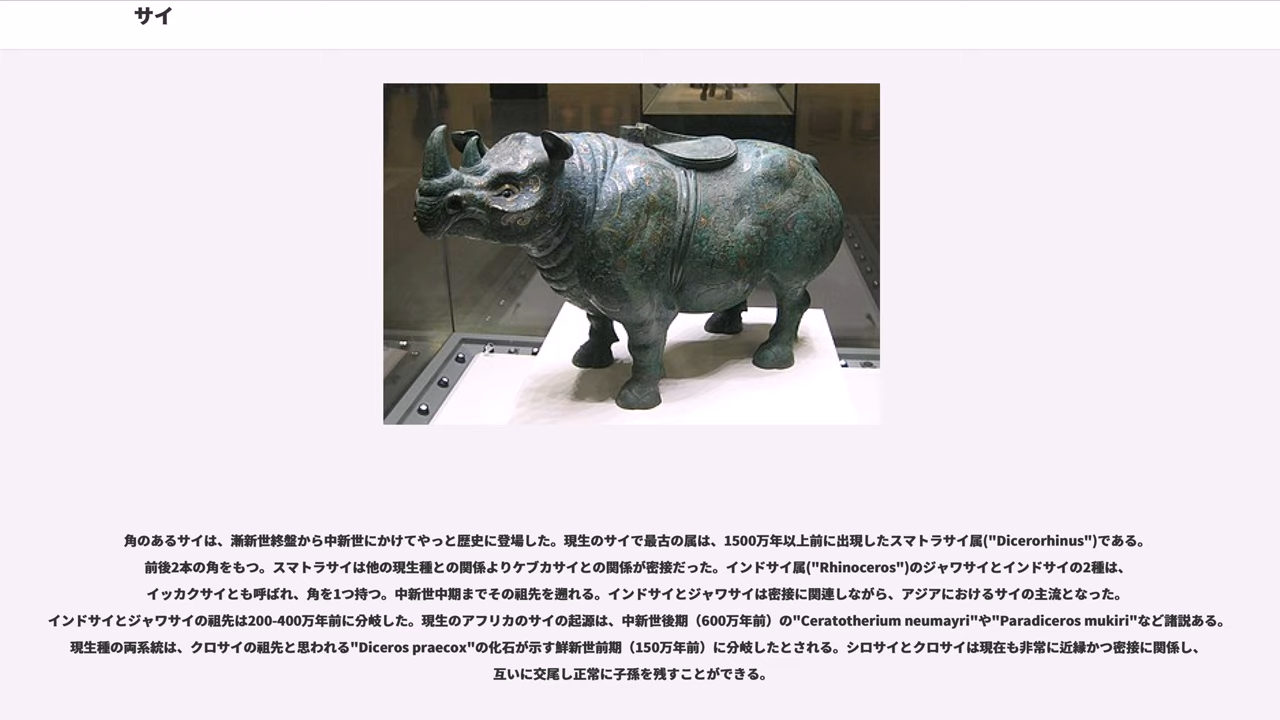 サイ
角のあるサイは、漸新世終盤から中新世にかけてやっと歴史に登場した。現生のサイで最古の属は、1500万年以上前に出現したスマトラサイ属("Dicerorhinus")である。
前後2本の角をもつ。スマトラサイは他の現生種との関係よりケブカサイとの関係が密接だった。インドサイ属("Rhinoceros")のジャワサイとインドサイの2種は、
イッカクサイとも呼ばれ、角を1つ持つ。中新世中期までその祖先を遡れる。インドサイとジャワサイは密接に関連しながら、アジアにおけるサイの主流となった。
インドサイとジャワサイの祖先は200-400万年前に分岐した。現生のアフリカのサイの起源は、中新世後期（600万年前）の"Ceratotherium neumayri"や"Paradiceros mukiri"など諸説ある。
現生種の両系統は、クロサイの祖先と思われる"Diceros praecox"の化石が示す鮮新世前期（150万年前）に分岐したとされる。シロサイとクロサイは現在も非常に近縁かつ密接に関係し、
互いに交尾し正常に子孫を残すことができる。